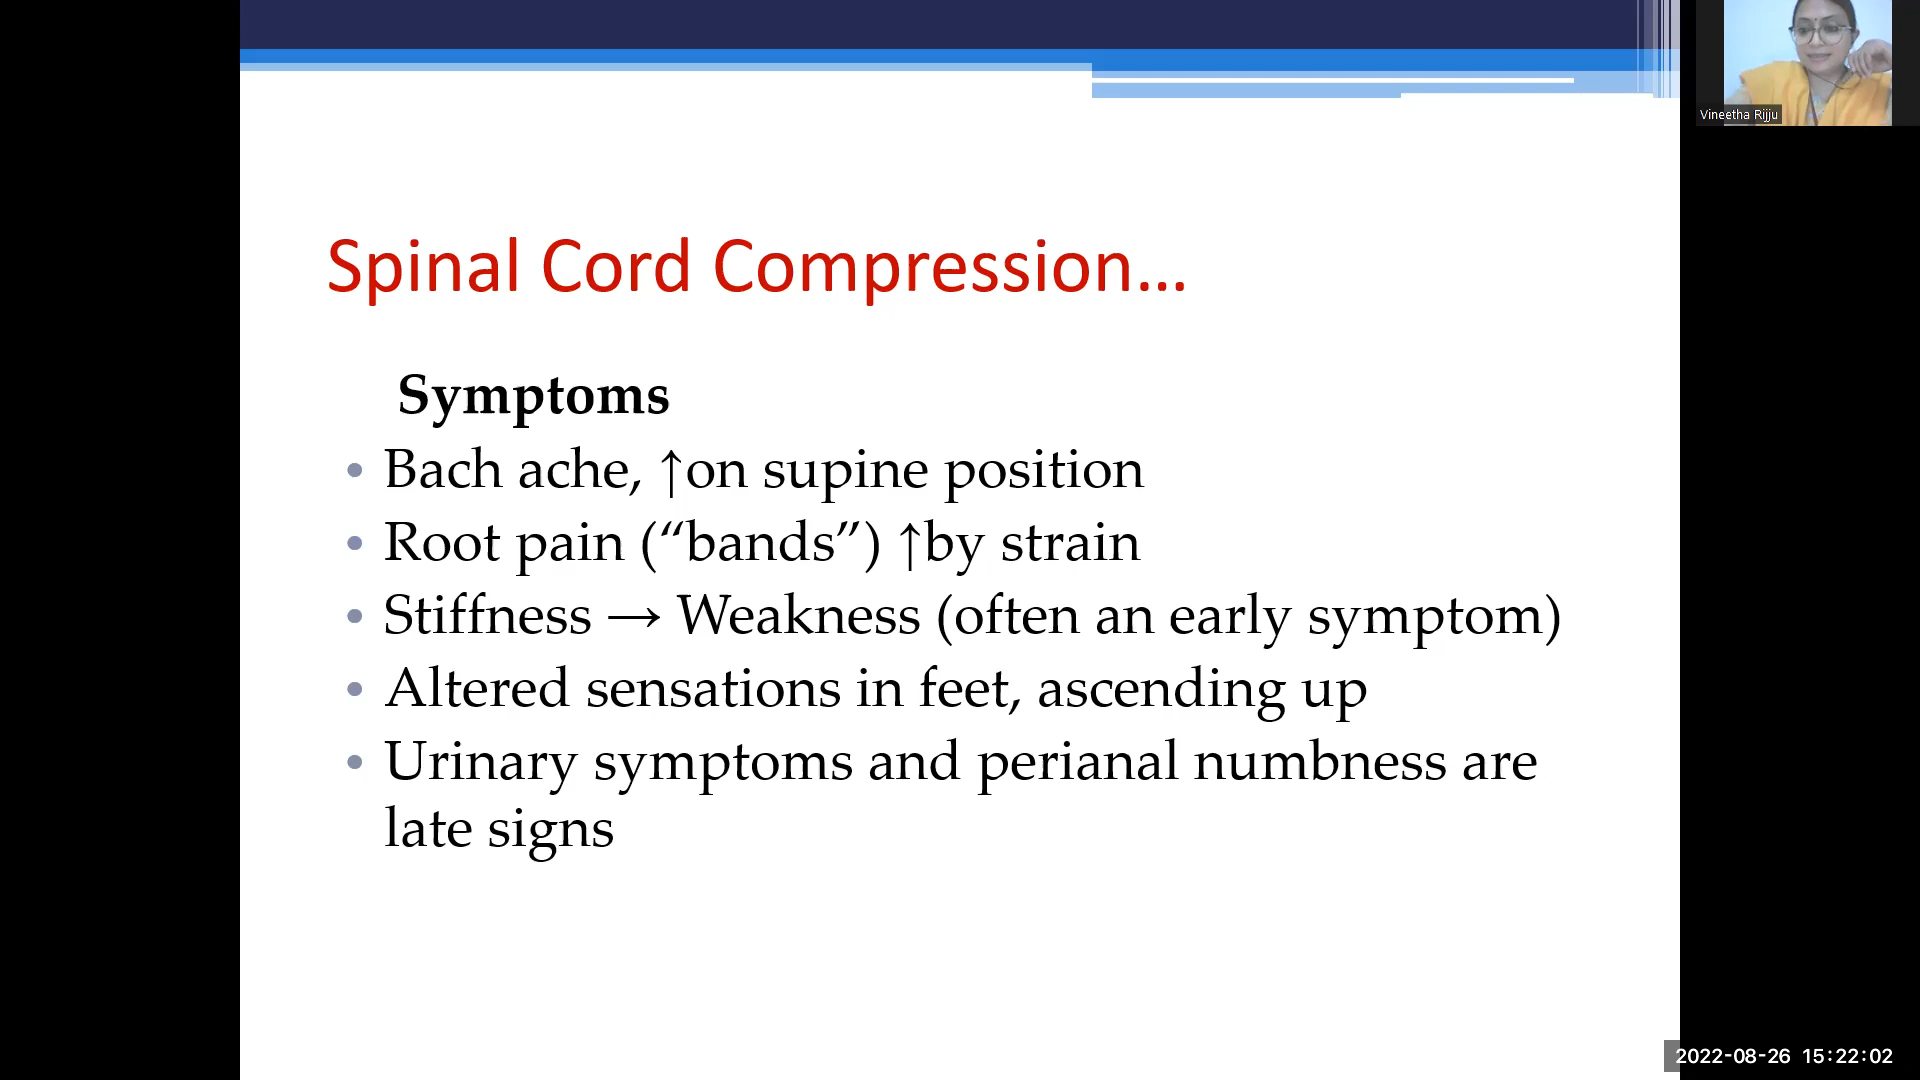 Vineetha Rijju
Spinal Cord Compression...
Symptoms
• Bach ache, ↑on supine position
• Root pain (“bands”) ↑by strain
• Stiffness → Weakness (often an early symptom)
• Altered sensations in feet, ascending up
• Urinary symptoms and perianal numbness are
late signs
2022-08-26 15:22:02